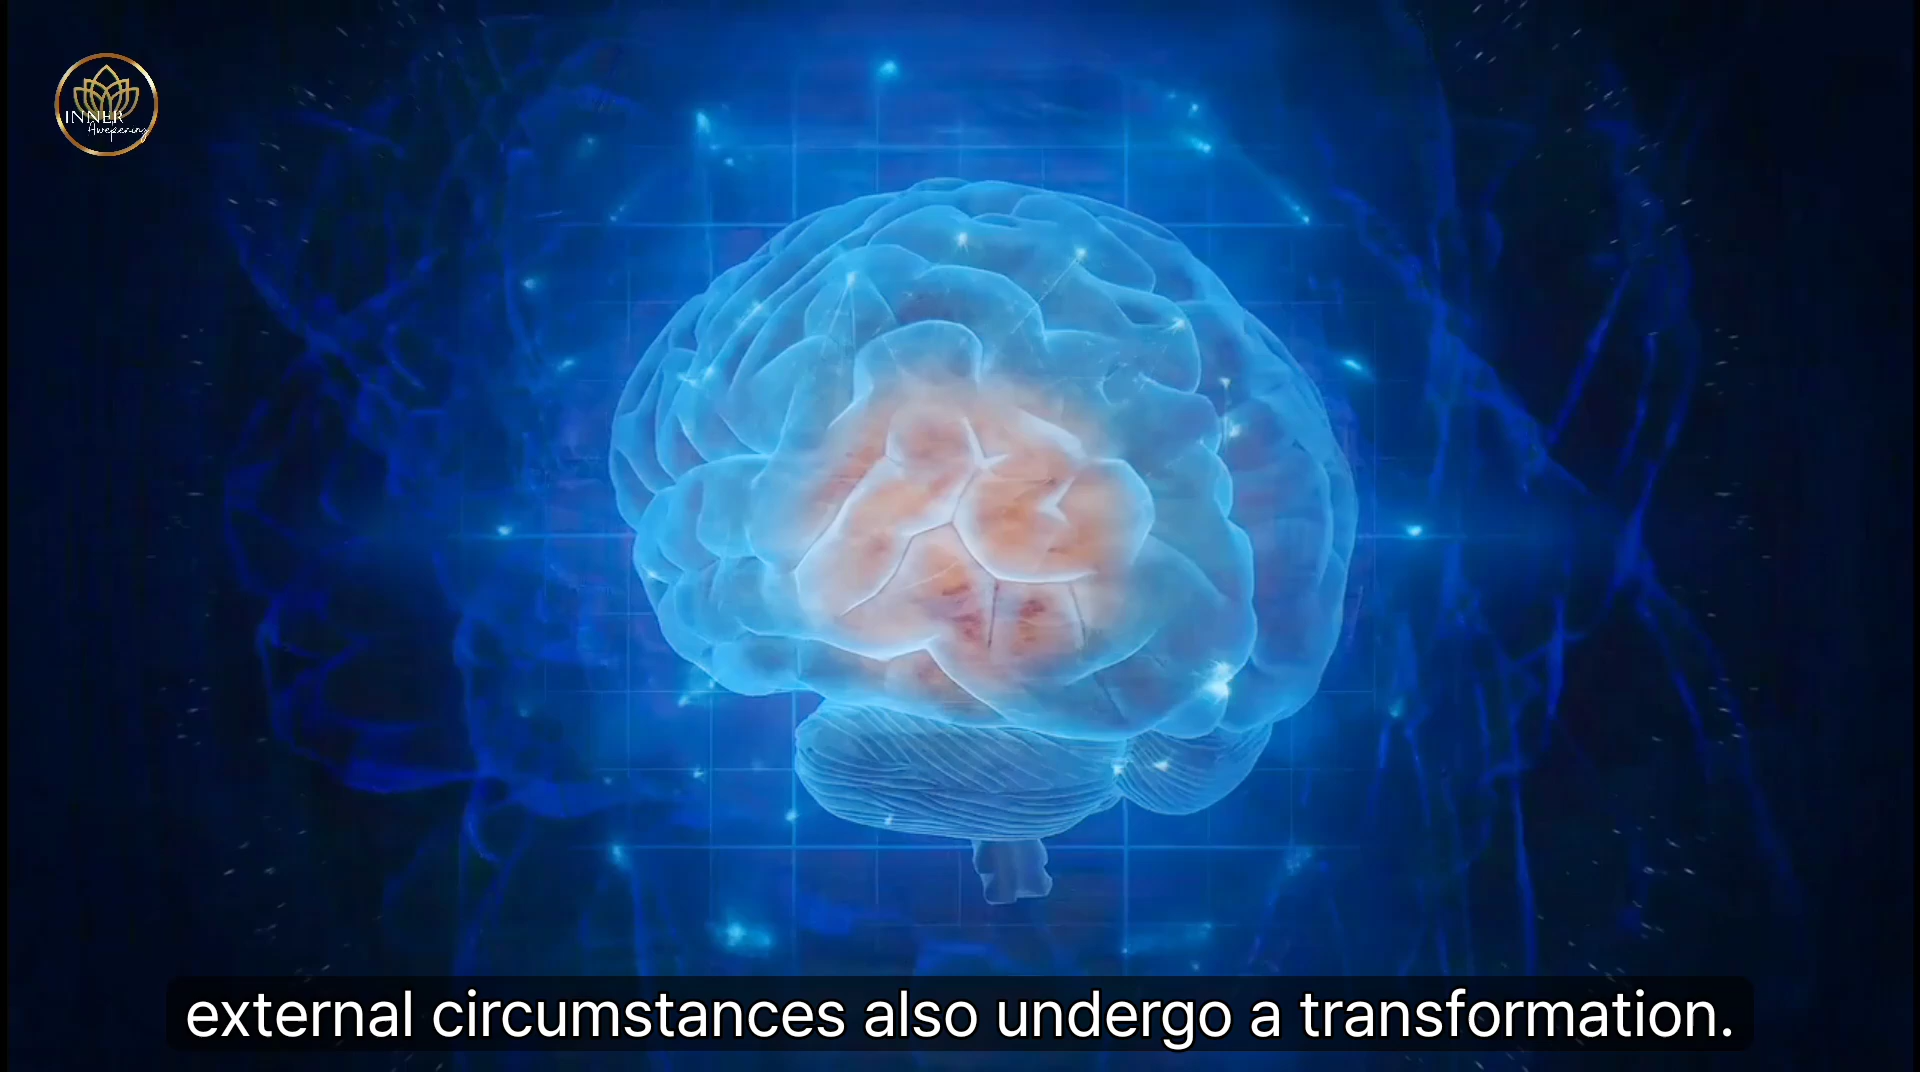 INNER
external circumstances also undergo a transformation.